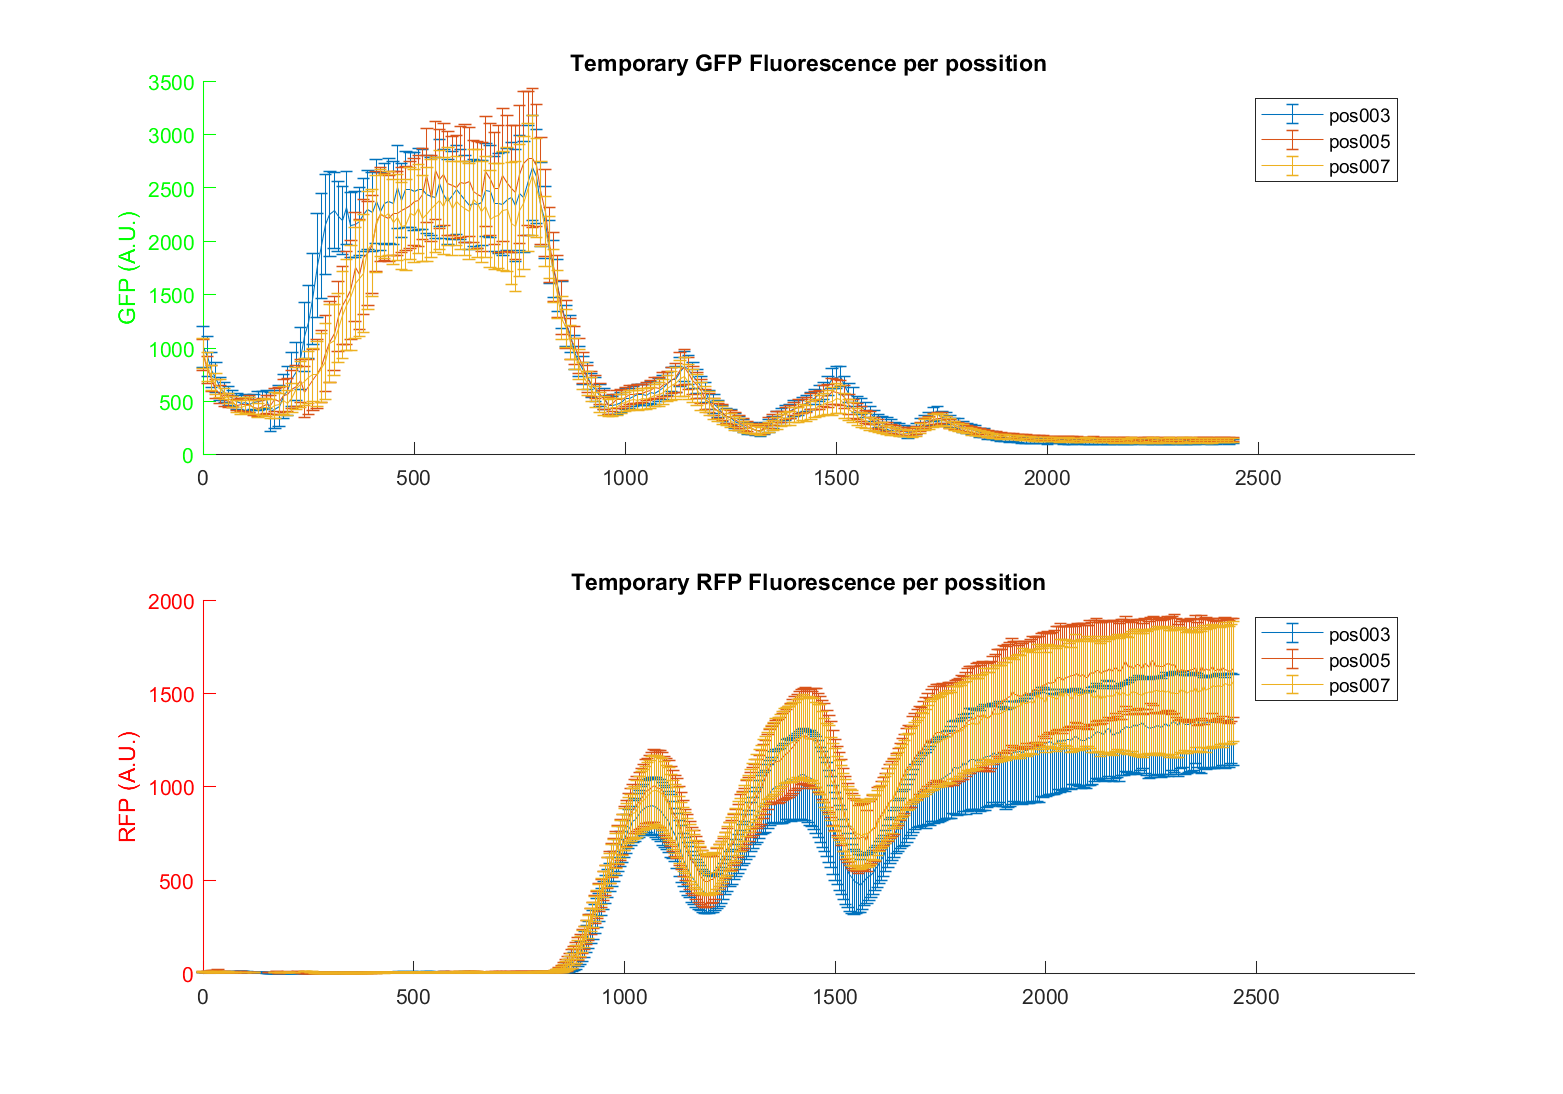 Temporary GFP Fluorescence per possition
GFP (A.U.)
3500
3000
2500
2000
1500
1000
500
0
0 500 1000 1500 2000 2500
pos003
pos005
pos007
Temporary RFP Fluorescence per possition
RFP (A.U.)
2000
1500
1000
500
0
0 500 1000 1500 2000 2500
pos003
pos005
pos007